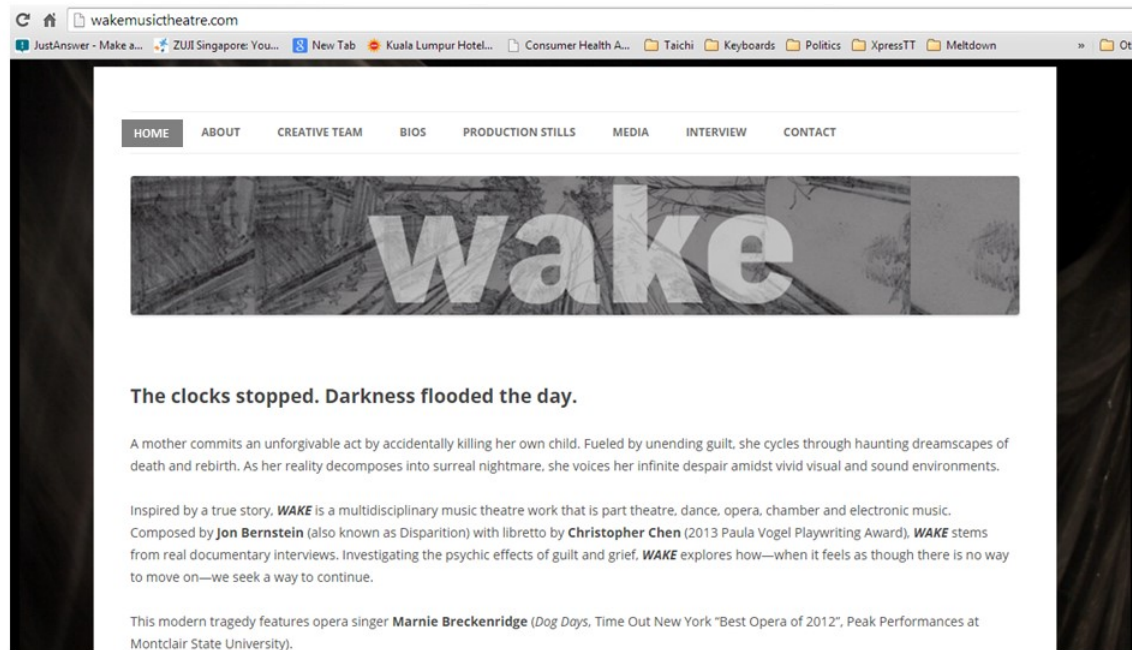 wakemusictheatre.com
JustAnswer - Make a... ZUJI Singapore: You... New Tab Kuala Lumpur Hotel... Consumer Health A... Taichi Keyboards Politics XpressTT Meltdown » Ot
HOME ABOUT CREATIVE TEAM BIOS PRODUCTION STILLS MEDIA INTERVIEW CONTACT
wake
The clocks stopped. Darkness flooded the day.
A mother commits an unforgivable act by accidentally killing her own child. Fueled by unending guilt, she cycles through haunting dreamscapes of
death and rebirth. As her reality decomposes into surreal nightmare, she voices her infinite despair amidst vivid visual and sound environments.
Inspired by a true story, WAKE is a multidisciplinary music theatre work that is part theatre, dance, opera, chamber and electronic music.
Composed by Jon Bernstein (also known as Disparition) with libretto by Christopher Chen (2013 Paula Vogel Playwriting Award), WAKE stems
from real documentary interviews. Investigating the psychic effects of guilt and grief, WAKE explores how—when it feels as though there is no way
to move on—we seek a way to continue.
This modern tragedy features opera singer Marnie Breckenridge (Dog Days, Time Out New York "Best Opera of 2012", Peak Performances at
Montclair State University).